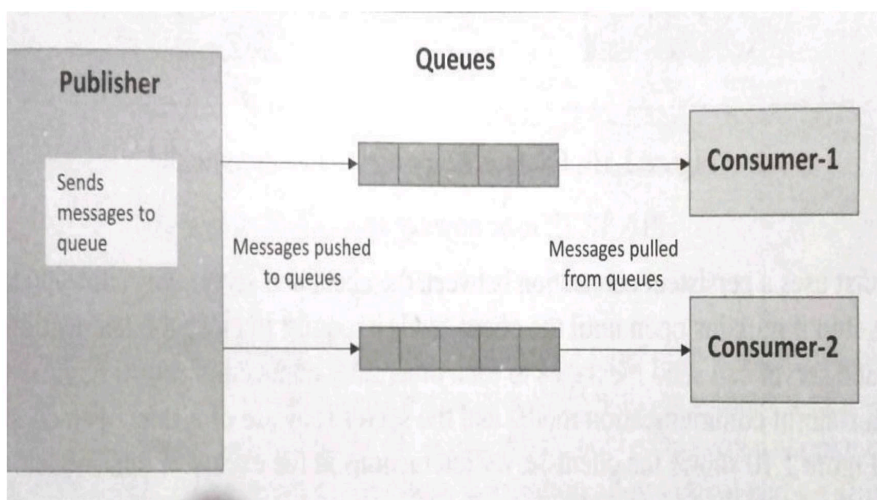 Publisher
Queues
Sends
messages to
queue
Consumer-1
Messages pushed
to queues
Messages pulled
from queues
Consumer-2